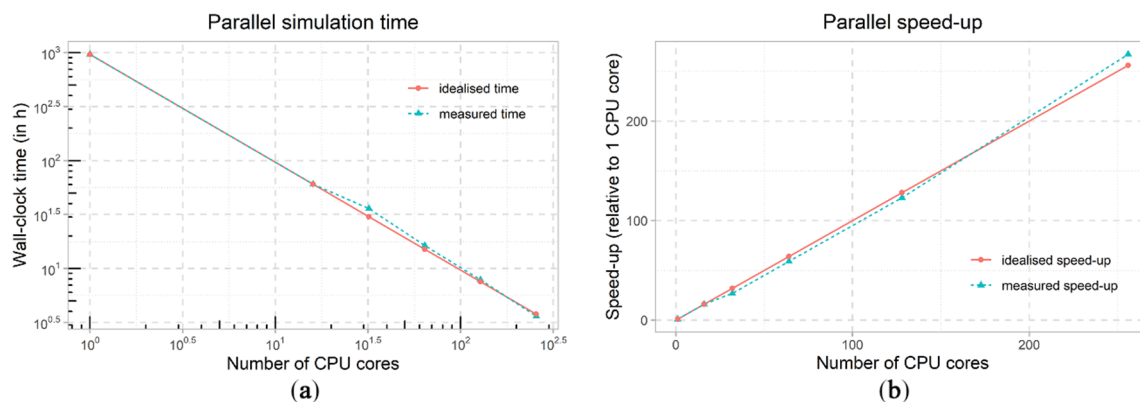 Parallel simulation time
Wall-clock time (in h)
10^3
10^2.5
10^2
10^1.5
10^1
10^0.5
idealised time
measured time
10^0
10^0.5
10^1
10^1.5
10^2
10^2.5
Number of CPU cores
(a)
Parallel speed-up
Speed-up (relative to 1 CPU core)
200
100
0
idealised speed-up
measured speed-up
0
100
200
Number of CPU cores
(b)